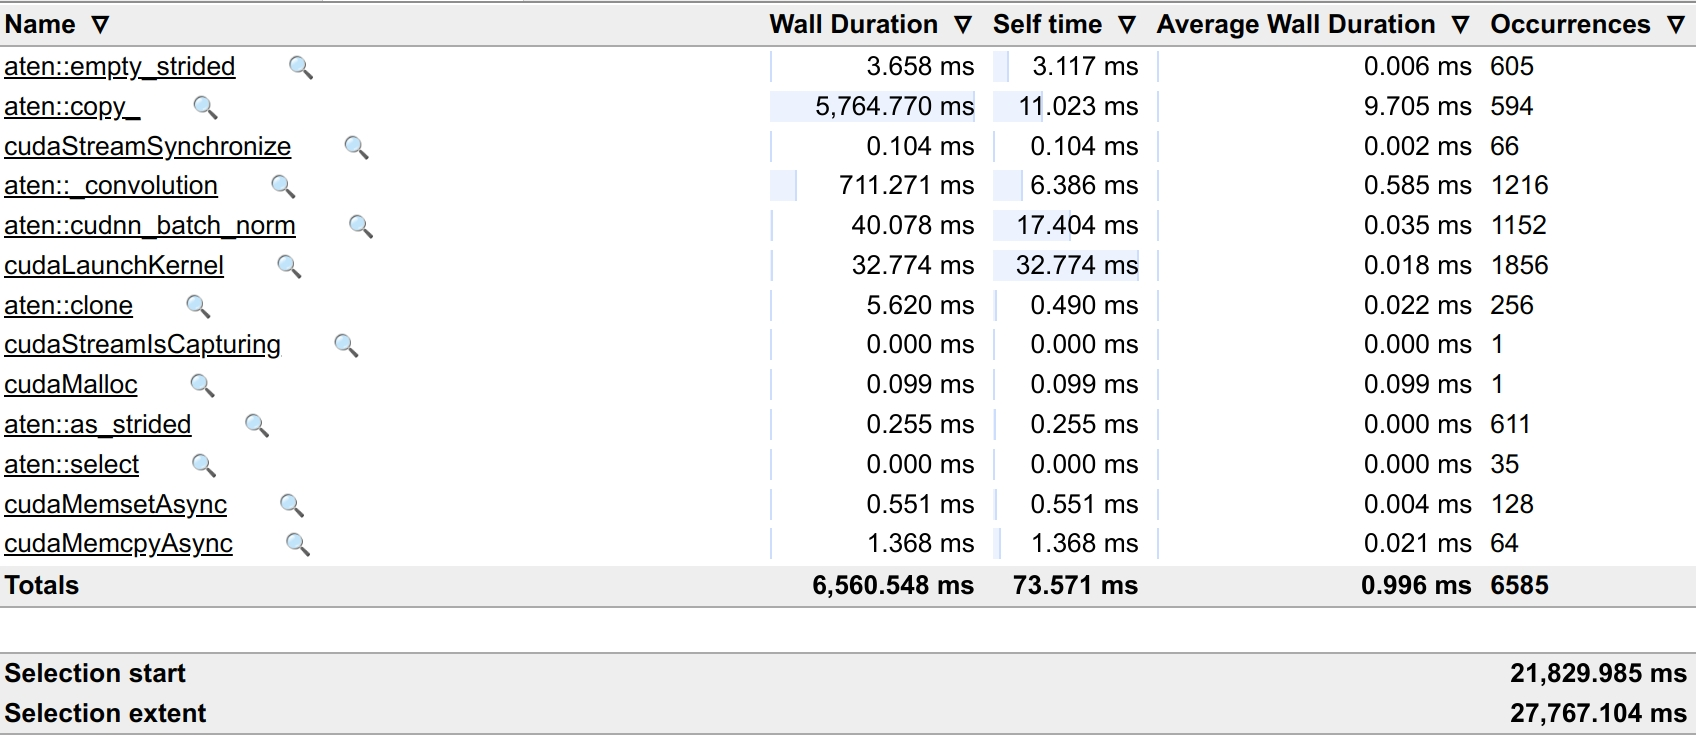 Name ∇ Wall Duration ∇ Self time ∇ Average Wall Duration ∇ Occurrences ∇
aten::empty_strided 3.658 ms 3.117 ms 0.006 ms 605
aten::copy_ 5,764.770 ms 11.023 ms 9.705 ms 594
cudaStreamSynchronize 0.104 ms 0.104 ms 0.002 ms 66
aten::_convolution 711.271 ms 6.386 ms 0.585 ms 1216
aten::cudnn_batch_norm 40.078 ms 17.404 ms 0.035 ms 1152
cudaLaunchKernel 32.774 ms 32.774 ms 0.018 ms 1856
aten::clone 5.620 ms 0.490 ms 0.022 ms 256
cudaStreamIsCapturing 0.000 ms 0.000 ms 0.000 ms 1
cudaMalloc 0.099 ms 0.099 ms 0.099 ms 1
aten::as_strided 0.255 ms 0.255 ms 0.000 ms 611
aten::select 0.000 ms 0.000 ms 0.000 ms 35
cudaMemsetAsync 0.551 ms 0.551 ms 0.004 ms 128
cudaMemcpyAsync 1.368 ms 1.368 ms 0.021 ms 64
Totals 6,560.548 ms 73.571 ms 0.996 ms 6585
Selection start 21,829.985 ms
Selection extent 27,767.104 ms